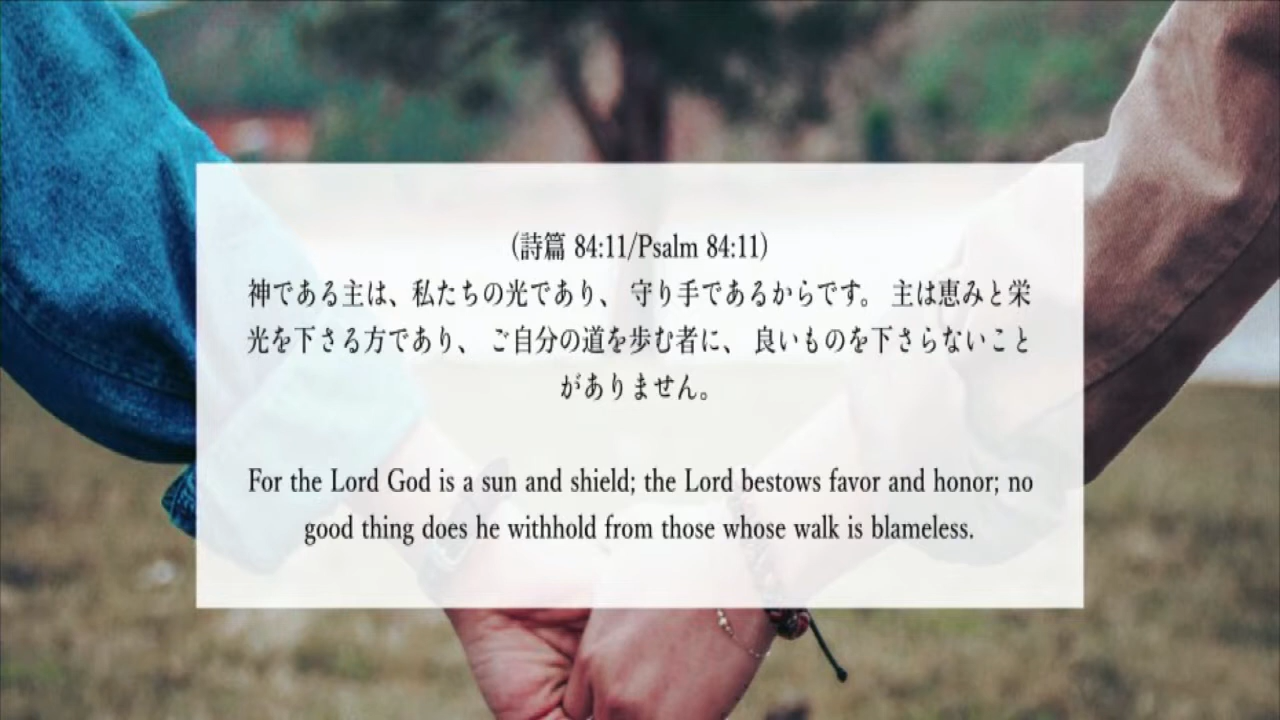 (詩篇 84:11/Psalm 84:11)
神である主は、私たちの光であり、 守り手であるからです。 主は恵みと栄
光を下さる方であり、 ご自分の道を歩む者に、 良いものを下さらないこと
がありません。
For the Lord God is a sun and shield; the Lord bestows favor and honor; no
good thing does he withhold from those whose walk is blameless.